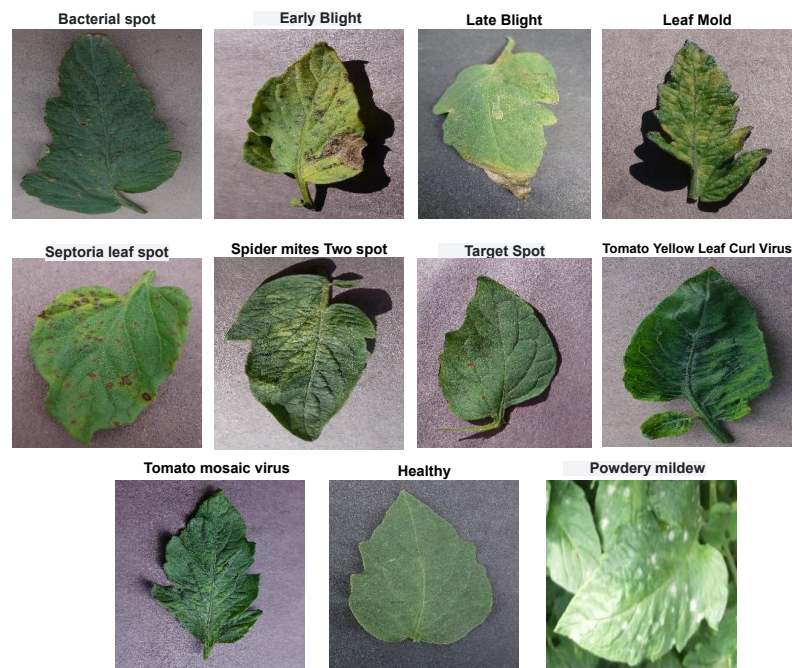 Bacterial spot
Early Blight
Late Blight
Leaf Mold
Septoria leaf spot
Spider mites Two spot
Target Spot
Tomato Yellow Leaf Curl Virus
Tomato mosaic virus
Healthy
Powdery mildew